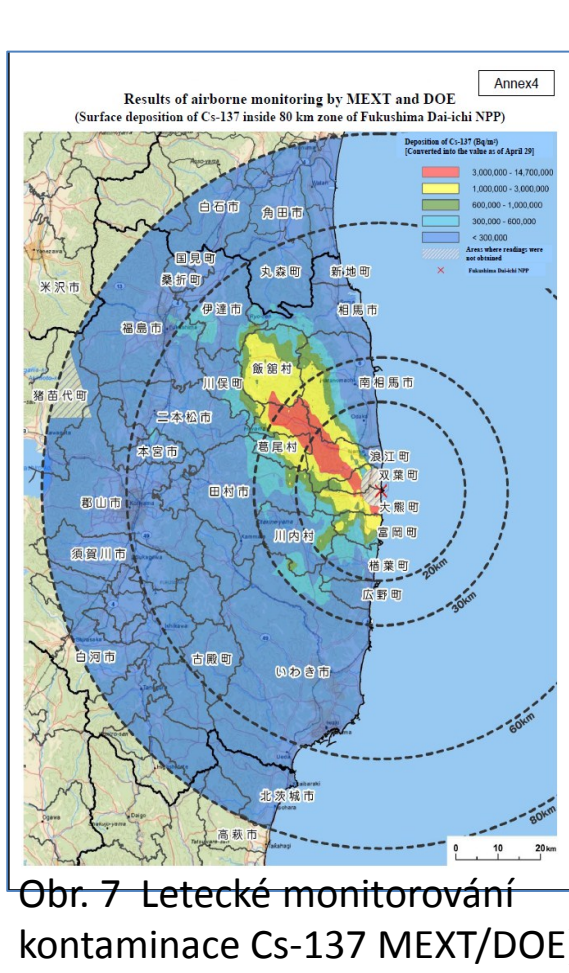 Annex4
Results of airborne monitoring by MEXT and DOE
(Surface deposition of Cs-137 inside 80 km zone of Fukushima Dai-ichi NPP)
Deposition of Cs-137 (Bq/m²)
[Converted into the value as of April 29]
3,000,000 - 14,700,000
1,000,000 - 3,000,000
600,000 - 1,000,000
300,000 - 600,000
< 300,000
Areas where readings were
not obtained
Fukushima Dai-ichi NPP
白石市
角田市
国見町
丸森町
新地町
米沢市
桑折町
伊達市
相馬市
福島市
飯舘村
川俣町
南相馬市
猪苗代町
二本松市
本宮市
葛尾村
浪江町
双葉町
田村市
大熊町
郡山市
川内村
富岡町
須賀川市
楢葉町
20km
広野町
30km
白河市
古殿町
いわき市
60km
北茨城市
80km
高萩市
0 10 20 km
Obr. 7 Letecké monitorování
kontaminace Cs-137 MEXT/DOE